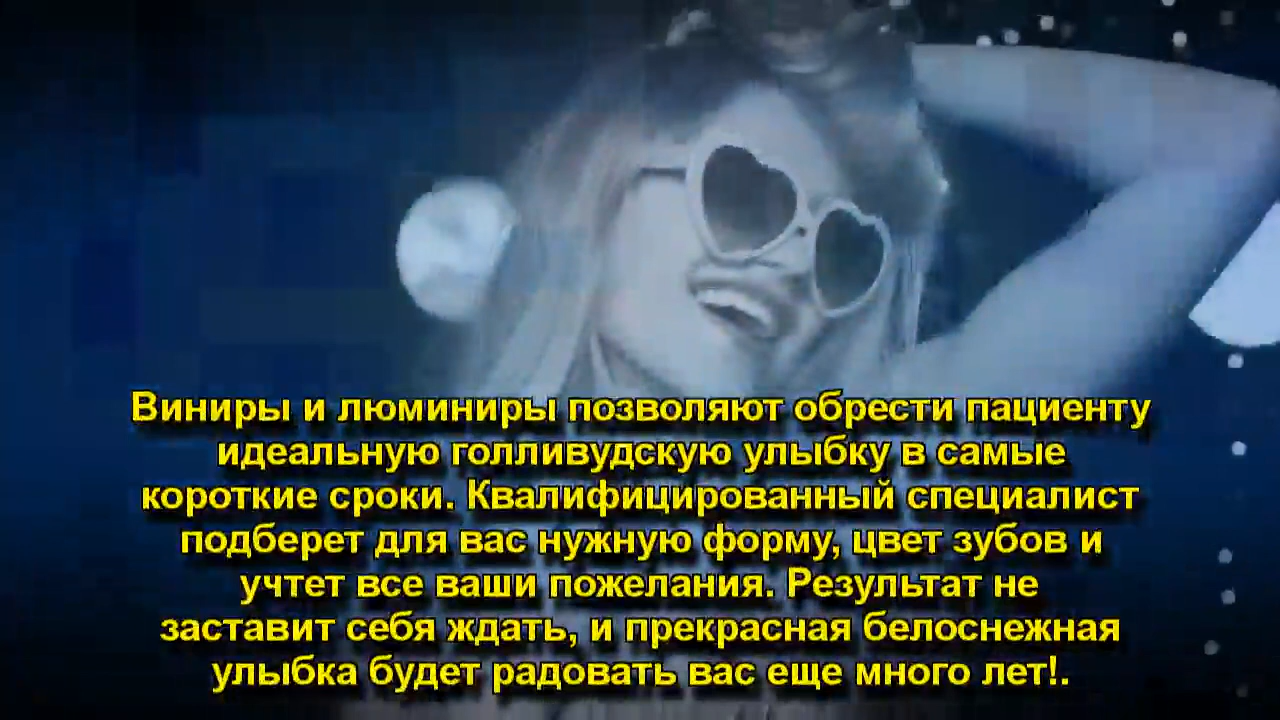 Виниры и люминиры позволяют обрести пациенту
идеальную голливудскую улыбку в самые
короткие сроки. Квалифицированный специалист
подберет для вас нужную форму, цвет зубов и
учтет все ваши пожелания. Результат не
заставит себя ждать, и прекрасная белоснежная
улыбка будет радовать вас еще много лет!.